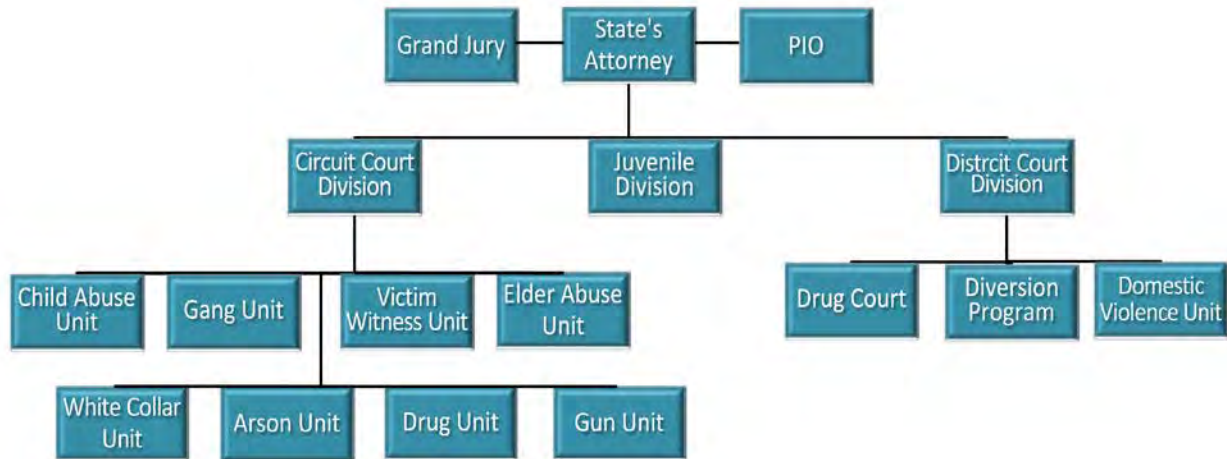 Grand Jury
State's
Attorney
PIO
Circuit Court
Division
Juvenile
Division
Distrcit Court
Division
Child Abuse
Unit
Gang Unit
Victim
Witness Unit
Elder Abuse
Unit
Drug Court
Diversion
Program
Domestic
Violence Unit
White Collar
Unit
Arson Unit
Drug Unit
Gun Unit